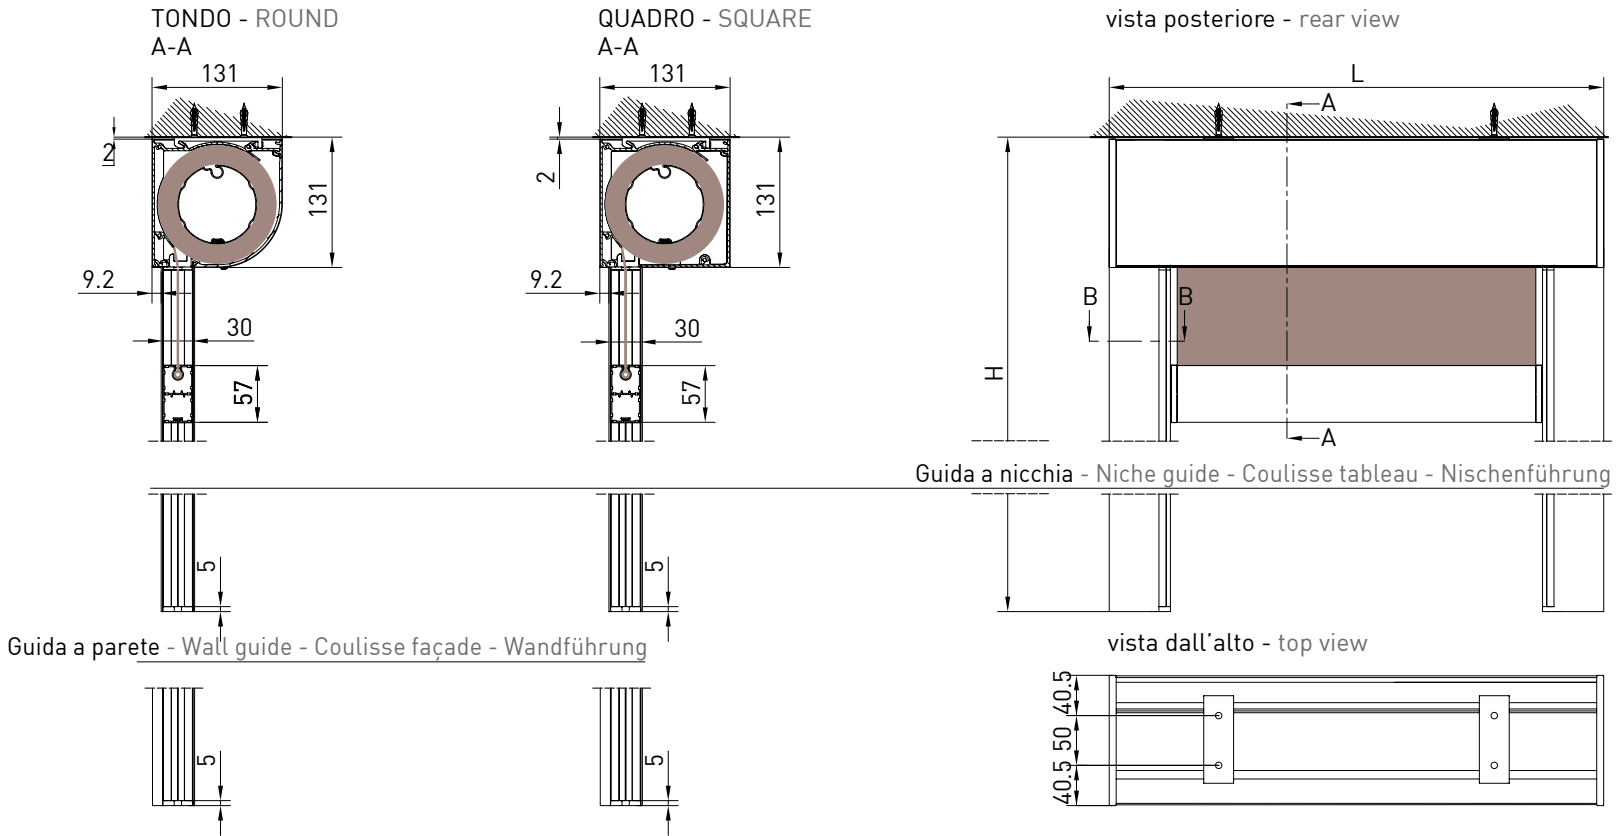 TONDO - ROUND
A-A
131
2
131
9.2
30
57
QUADRO - SQUARE
A-A
131
2
131
9.2
30
57
vista posteriore - rear view
L
A
B
B
H
A
Guida a nicchia - Niche guide - Coulisse tableau - Nischenführung
5
5
Guida a parete - Wall guide - Coulisse façade - Wandführung
5
5
vista dall'alto - top view
40.5
50
40.5